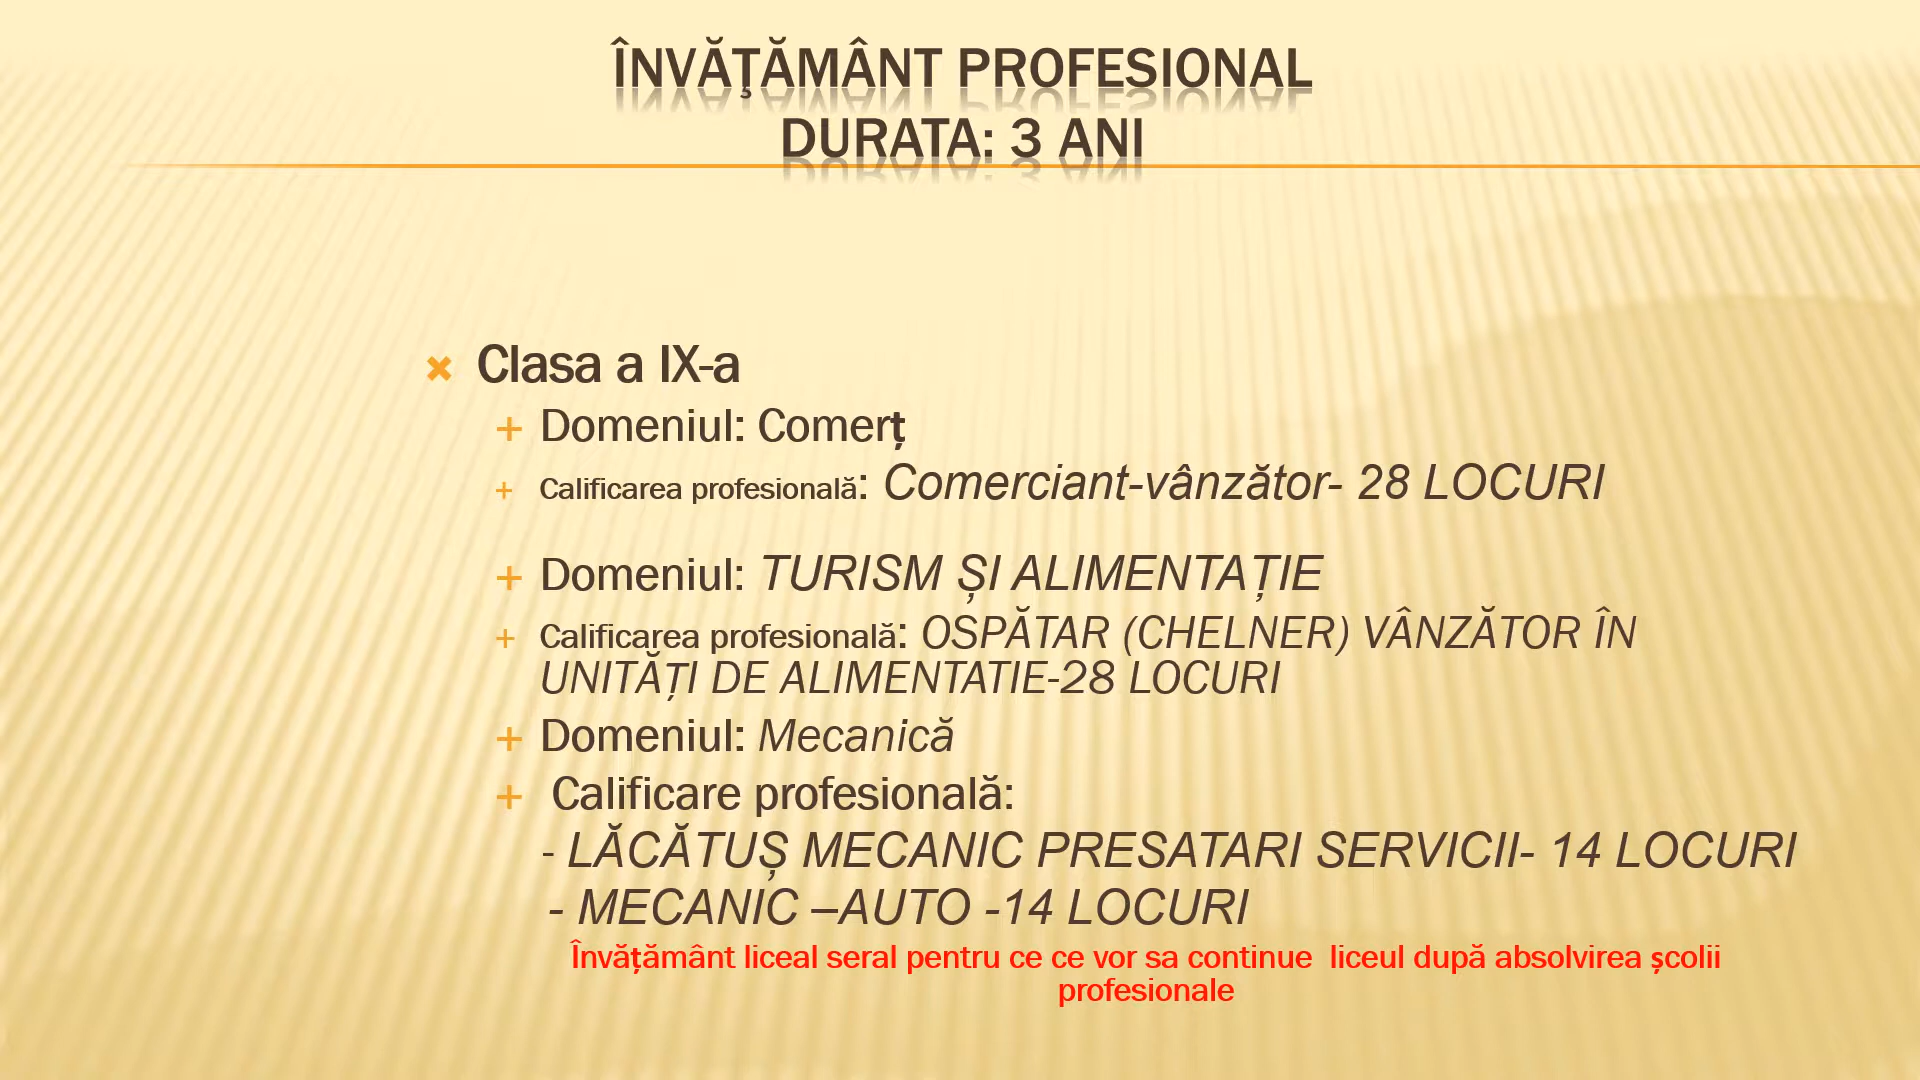 ÎNVĂŢĂMÂNT PROFESIONAL
DURATA: 3 ANI
Clasa a IX-a
Domeniul: Comerț
Calificarea profesională: Comerciant-vânzător- 28 LOCURI
Domeniul: TURISM ȘI ALIMENTAȚIE
Calificarea profesională: OSPĂTAR (CHELNER) VÂNZĂTOR ÎN
UNITĂȚI DE ALIMENTATIE-28 LOCURI
Domeniul: Mecanică
Calificare profesională:
- LĂCĂTUȘ MECANIC PRESATARI SERVICII- 14 LOCURI
- MECANIC –AUTO -14 LOCURI
Învățământ liceal seral pentru ce ce vor sa continue  liceul după absolvirea școlii
profesionale